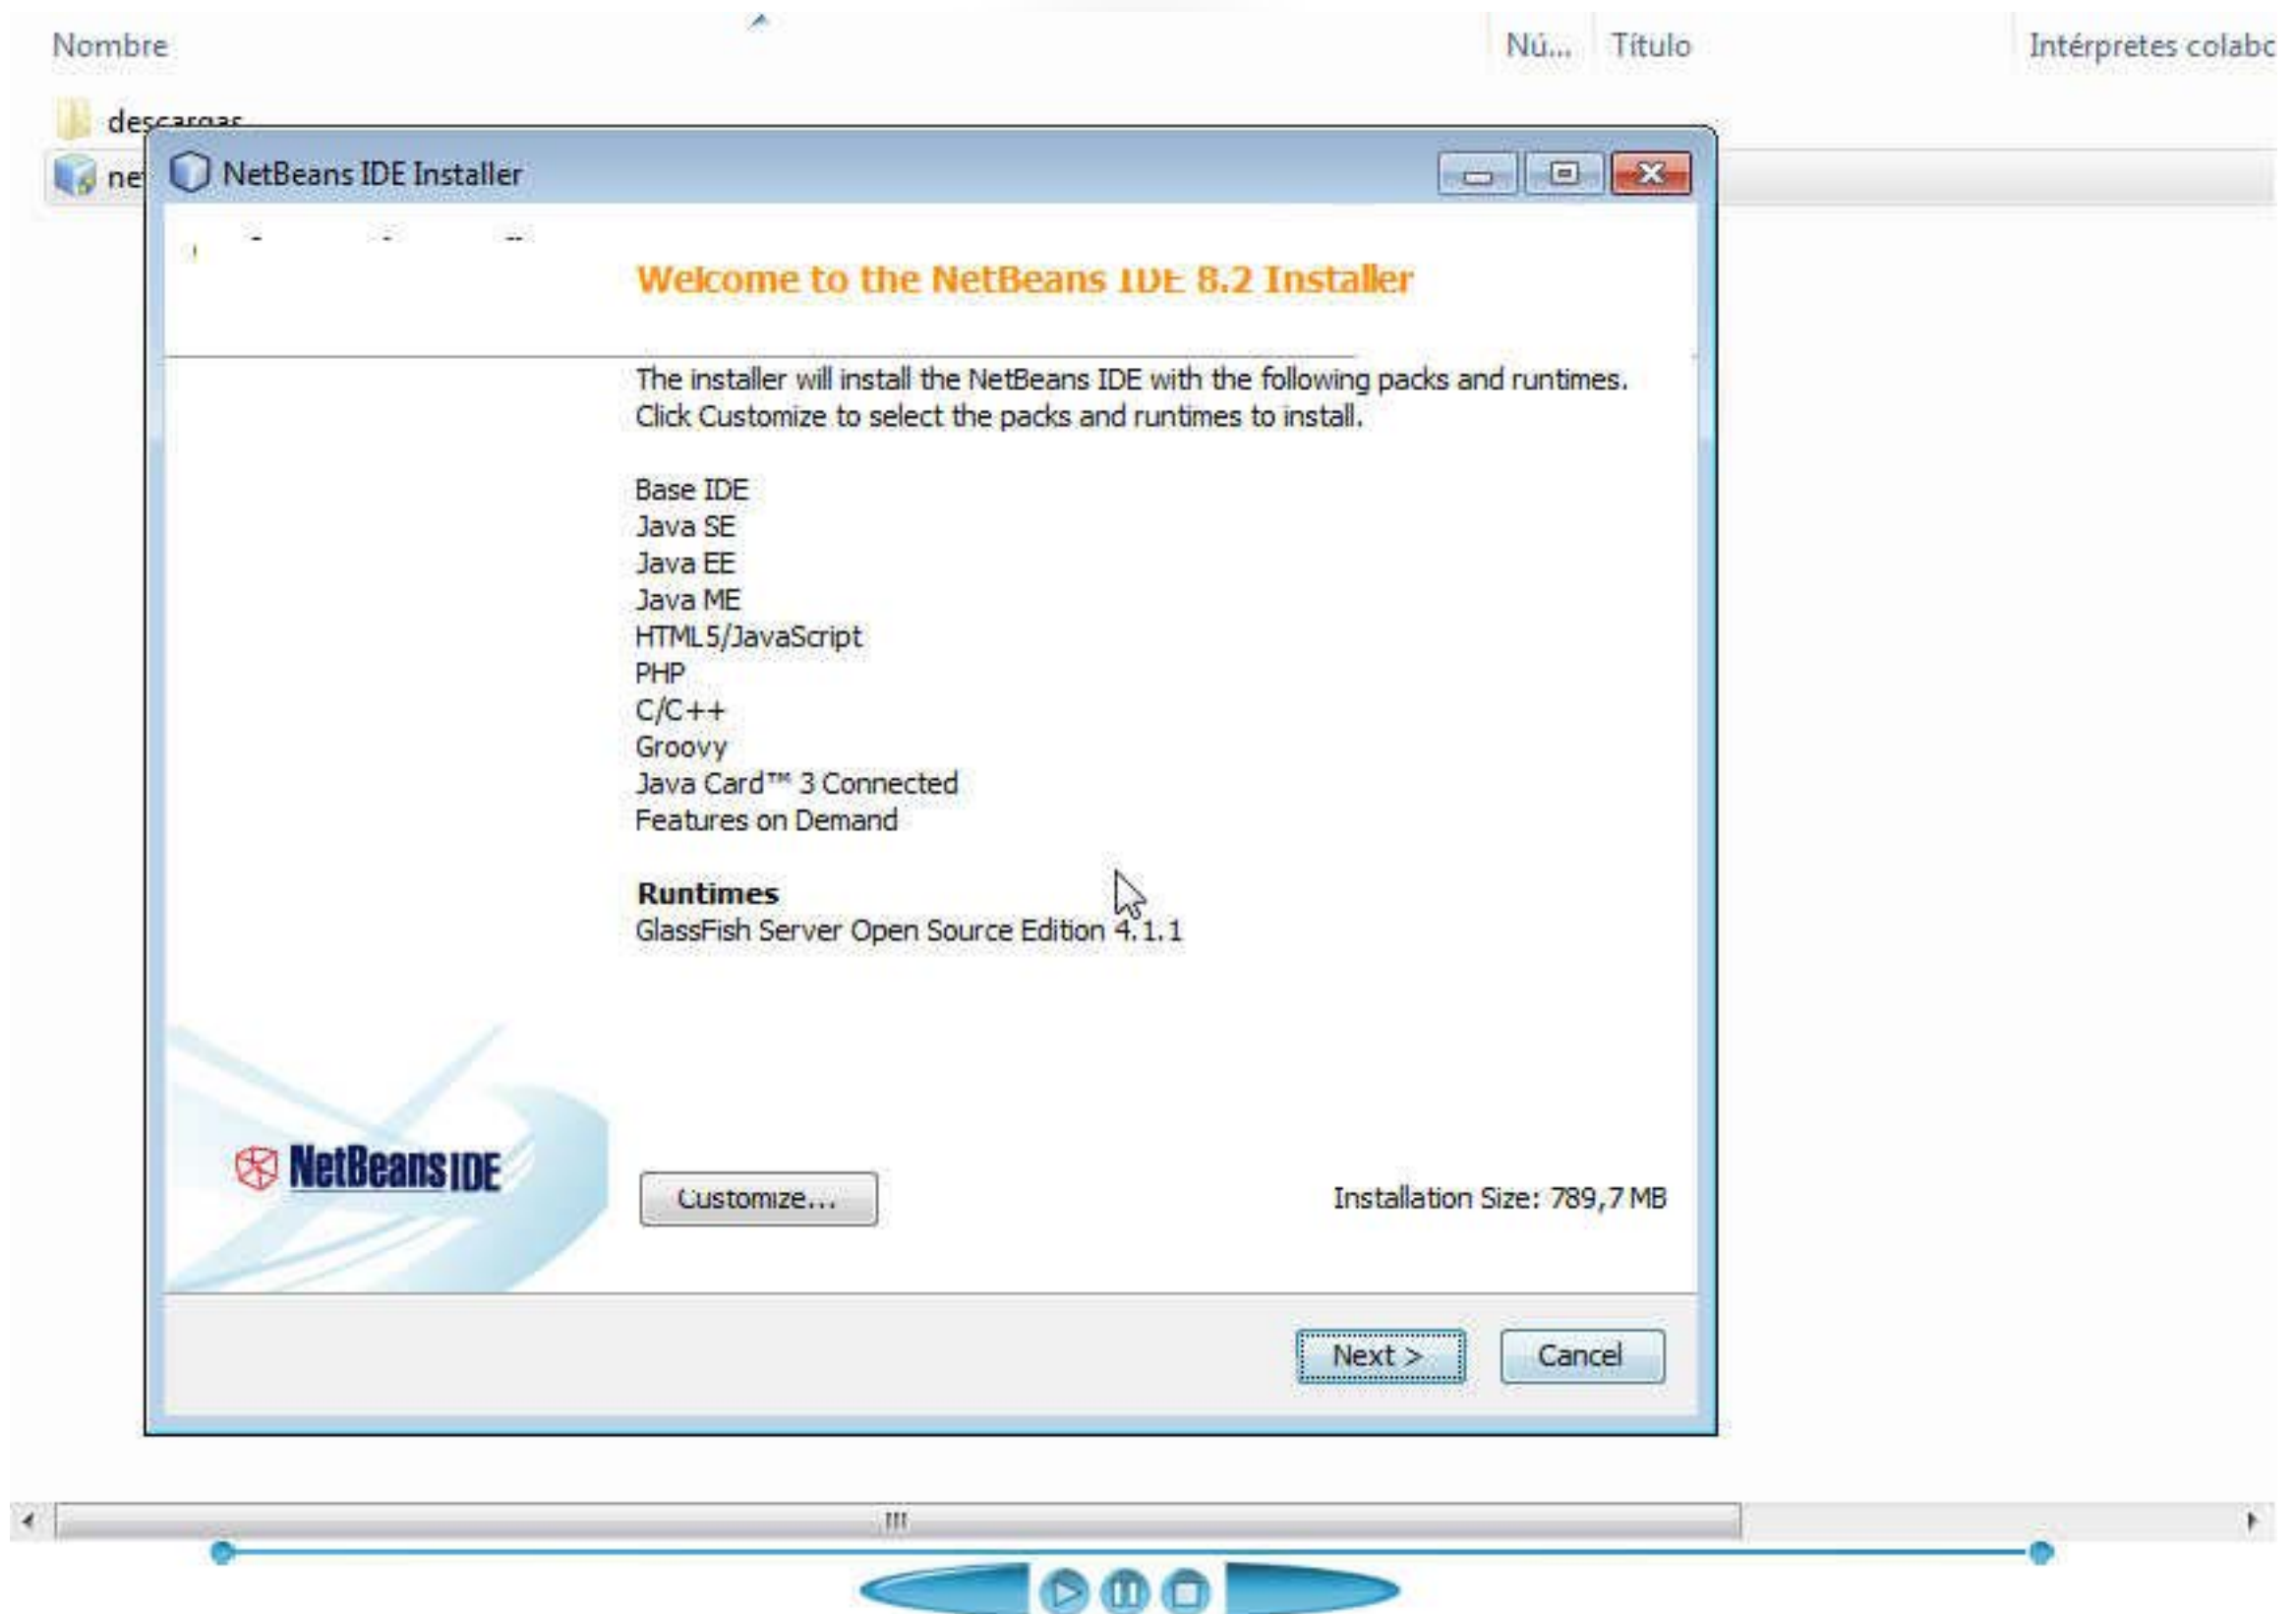 Nombre
Nú... Título
Intérpretes colabc
descargas
ne
NetBeans IDE Installer
Welcome to the NetBeans IDE 8.2 Installer
The installer will install the NetBeans IDE with the following packs and runtimes.
Click Customize to select the packs and runtimes to install.
Base IDE
Java SE
Java EE
Java ME
HTML5/JavaScript
PHP
C/C++
Groovy
Java Card™ 3 Connected
Features on Demand
Runtimes
GlassFish Server Open Source Edition 4.1.1
NetBeans IDE
Customize...
Installation Size: 789,7 MB
Next >
Cancel